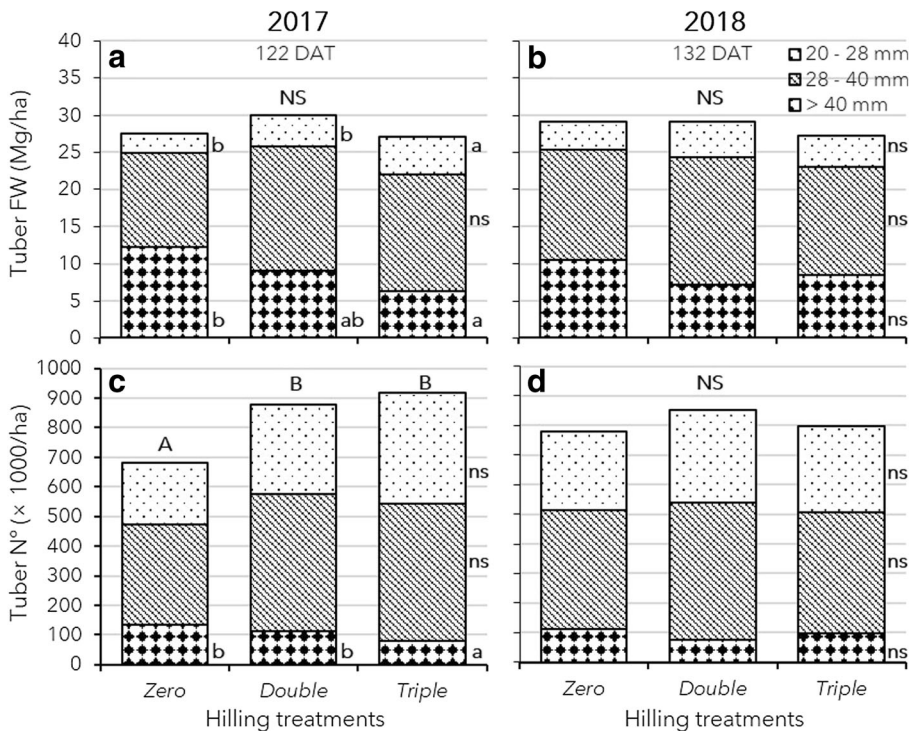 2017
2018
a
122 DAT
b
132 DAT
20 - 28 mm
28 - 40 mm
> 40 mm
NS
NS
Tuber FW (Mg/ha)
40
35
30
25
20
15
10
5
0
b
b
a
ns
b
ab
a
ns
ns
ns
c
d
A
B
B
NS
Tuber N° (× 1000/ha)
1000
900
800
700
600
500
400
300
200
100
0
ns
ns
b
b
a
ns
ns
ns
Zero
Double
Triple
Zero
Double
Triple
Hilling treatments
Hilling treatments